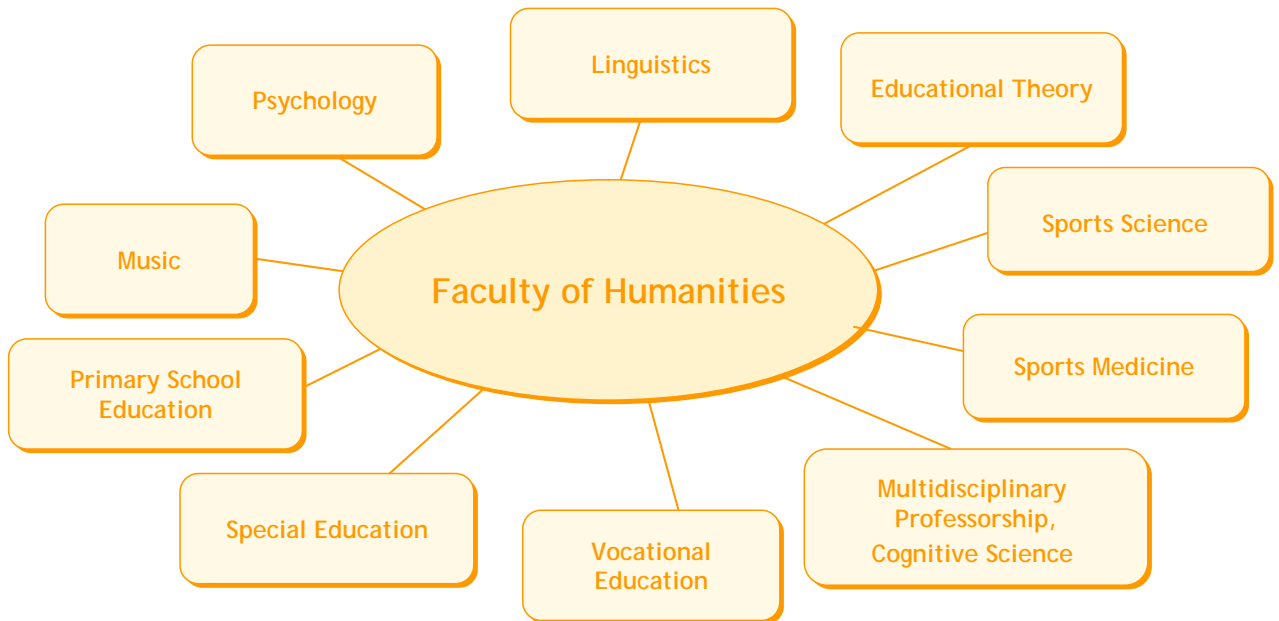 Linguistics
Psychology
Educational Theory
Sports Science
Music
Faculty of Humanities
Sports Medicine
Primary School
Education
Multidisciplinary
Professorship,
Cognitive Science
Special Education
Vocational
Education